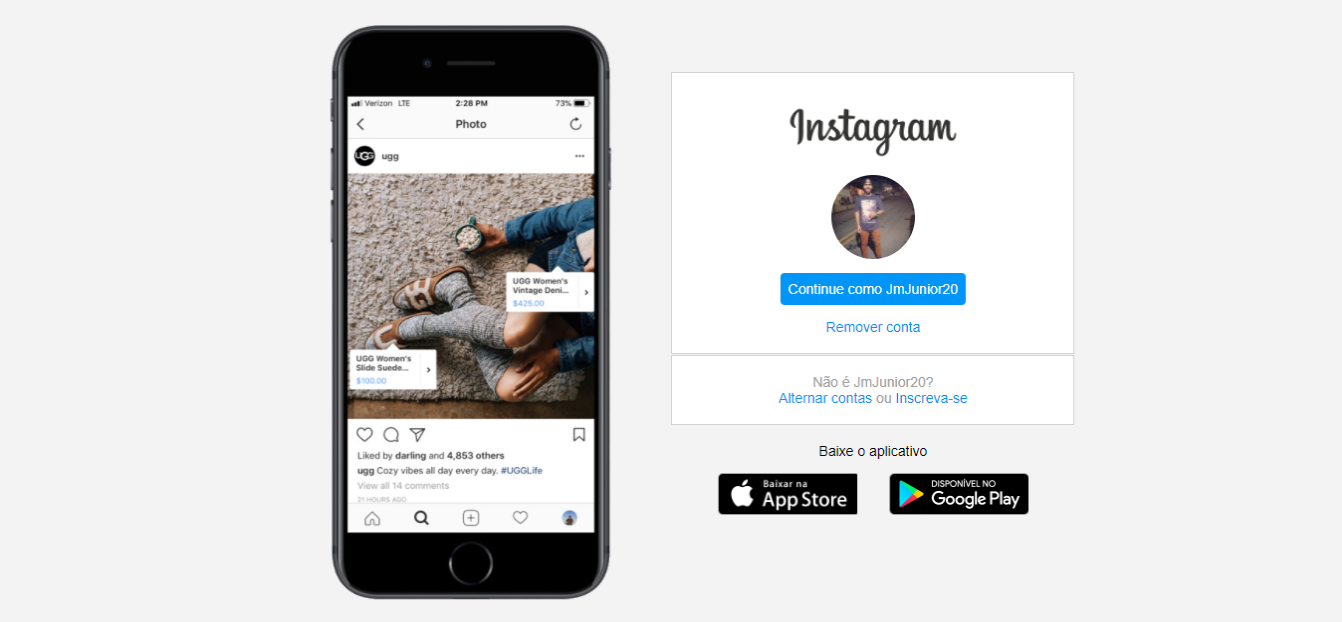 Verizon LTE 2:28 PM 73%
Photo
UGG ugg
UGG Women's
Vintage Deni...
$425.00
UGG Women's
Slide Suede...
$100.00
Liked by darling and 4,853 others
ugg Cozy vibes all day every day. #UGGLife
View all 14 comments
21 HOURS AGO
Instagram
Continue como JmJunior20
Remover conta
Não é JmJunior20?
Alternar contas ou Inscreva-se
Baixe o aplicativo
Baixar na
App Store
DISPONÍVEL NO
Google Play